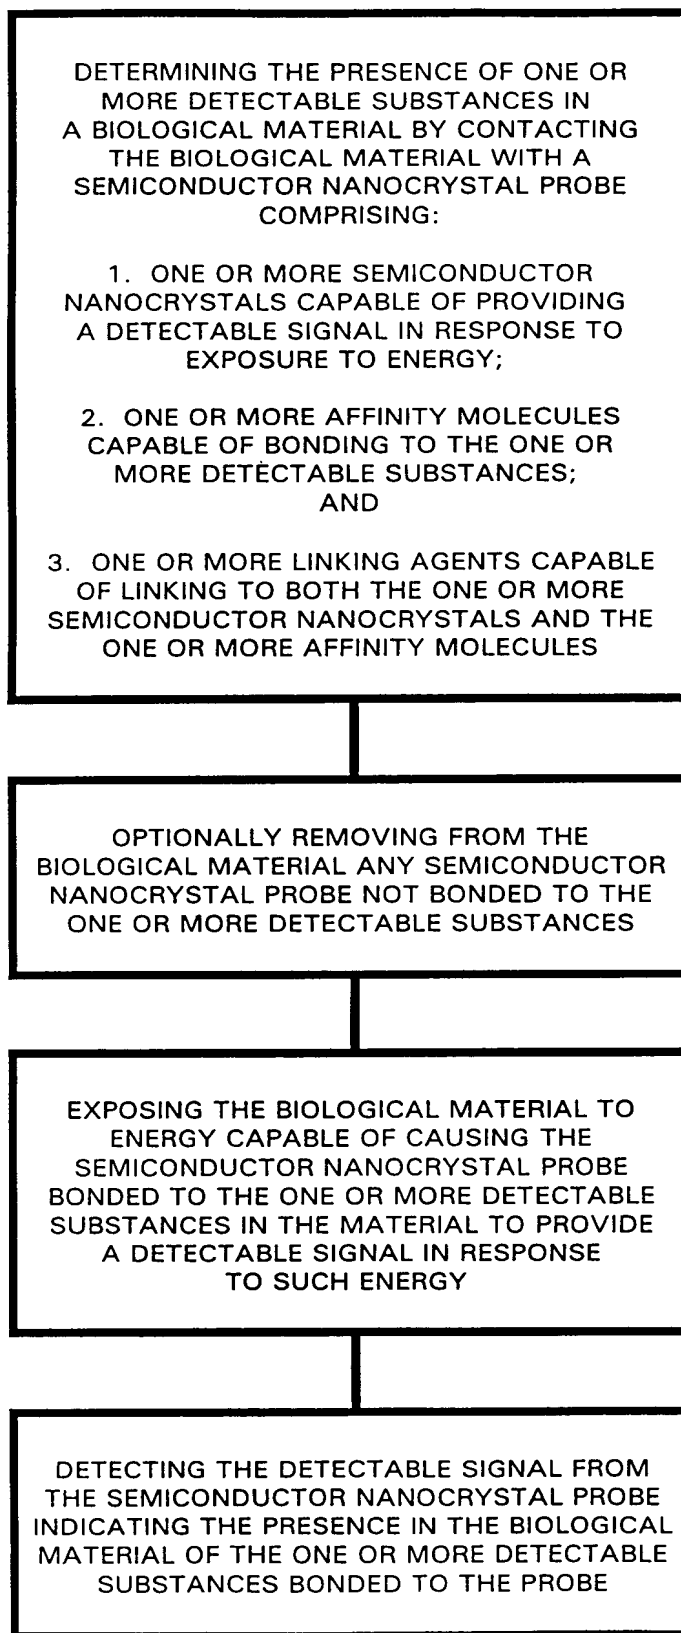 DETERMINING THE PRESENCE OF ONE OR
MORE DETECTABLE SUBSTANCES IN
A BIOLOGICAL MATERIAL BY CONTACTING
THE BIOLOGICAL MATERIAL WITH A
SEMICONDUCTOR NANOCRYSTAL PROBE
COMPRISING:
1. ONE OR MORE SEMICONDUCTOR
NANOCRYSTALS CAPABLE OF PROVIDING
A DETECTABLE SIGNAL IN RESPONSE TO
EXPOSURE TO ENERGY;
2. ONE OR MORE AFFINITY MOLECULES
CAPABLE OF BONDING TO THE ONE OR
MORE DETECTABLE SUBSTANCES;
AND
3. ONE OR MORE LINKING AGENTS CAPABLE
OF LINKING TO BOTH THE ONE OR MORE
SEMICONDUCTOR NANOCRYSTALS AND THE
ONE OR MORE AFFINITY MOLECULES
OPTIONALLY REMOVING FROM THE
BIOLOGICAL MATERIAL ANY SEMICONDUCTOR
NANOCRYSTAL PROBE NOT BONDED TO THE
ONE OR MORE DETECTABLE SUBSTANCES
EXPOSING THE BIOLOGICAL MATERIAL TO
ENERGY CAPABLE OF CAUSING THE
SEMICONDUCTOR NANOCRYSTAL PROBE
BONDED TO THE ONE OR MORE DETECTABLE
SUBSTANCES IN THE MATERIAL TO PROVIDE
A DETECTABLE SIGNAL IN RESPONSE
TO SUCH ENERGY
DETECTING THE DETECTABLE SIGNAL FROM
THE SEMICONDUCTOR NANOCRYSTAL PROBE
INDICATING THE PRESENCE IN THE BIOLOGICAL
MATERIAL OF THE ONE OR MORE DETECTABLE
SUBSTANCES BONDED TO THE PROBE